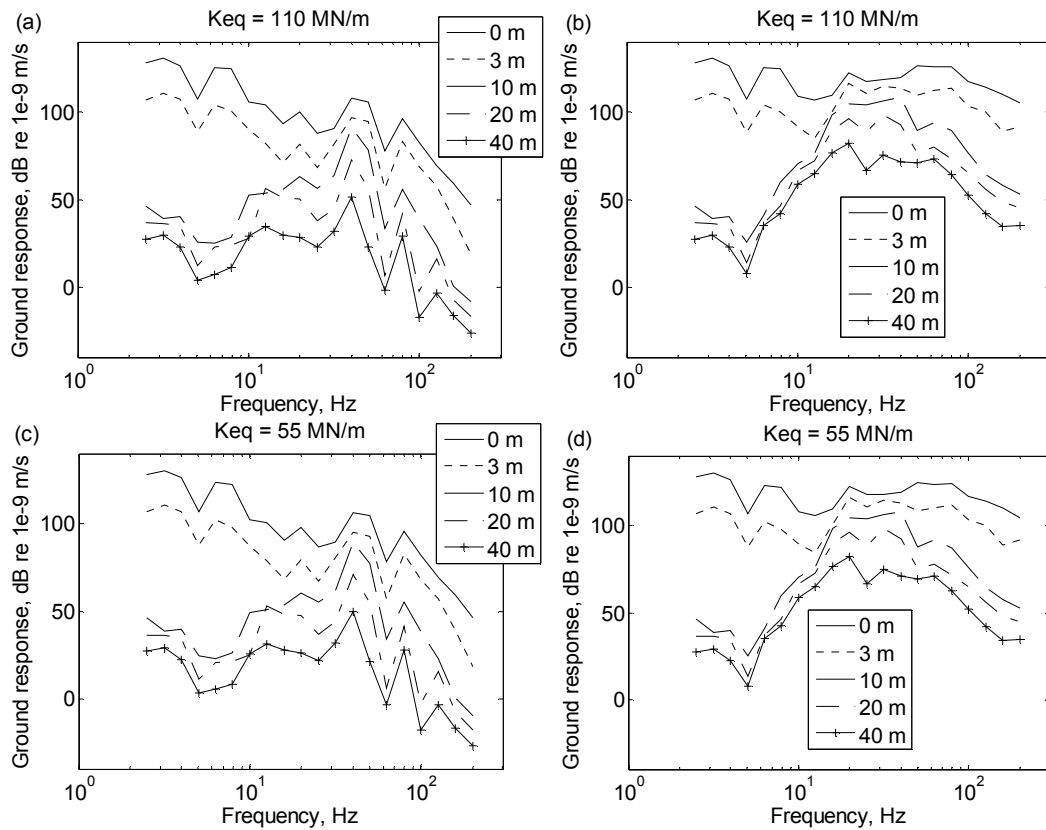 (a) Keq = 110 MN/m
0 m
3 m
10 m
20 m
40 m
100
50
0
Ground response, dB re 1e-9 m/s
10^0 10^1 10^2
Frequency, Hz
(b) Keq = 110 MN/m
0 m
3 m
10 m
20 m
40 m
100
50
0
Ground response, dB re 1e-9 m/s
10^0 10^1 10^2
Frequency, Hz
(c) Keq = 55 MN/m
0 m
3 m
10 m
20 m
40 m
100
50
0
Ground response, dB re 1e-9 m/s
10^0 10^1 10^2
Frequency, Hz
(d) Keq = 55 MN/m
0 m
3 m
10 m
20 m
40 m
100
50
0
Ground response, dB re 1e-9 m/s
10^0 10^1 10^2
Frequency, Hz